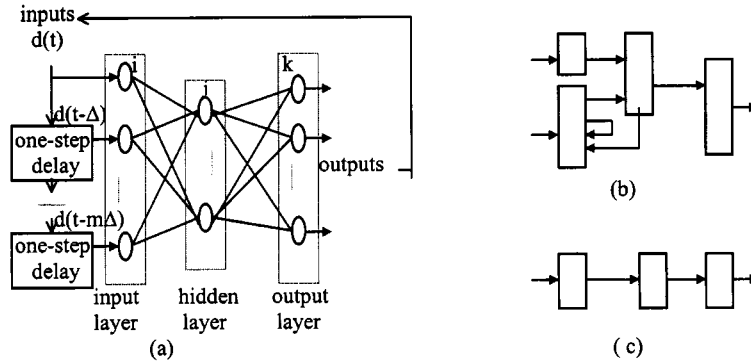 inputs
d(t)
i
j
k
d(t-Δ)
one-step
delay
outputs
d(t-mΔ)
one-step
delay
input
layer
hidden
layer
output
layer
(a)
(b)
( c)